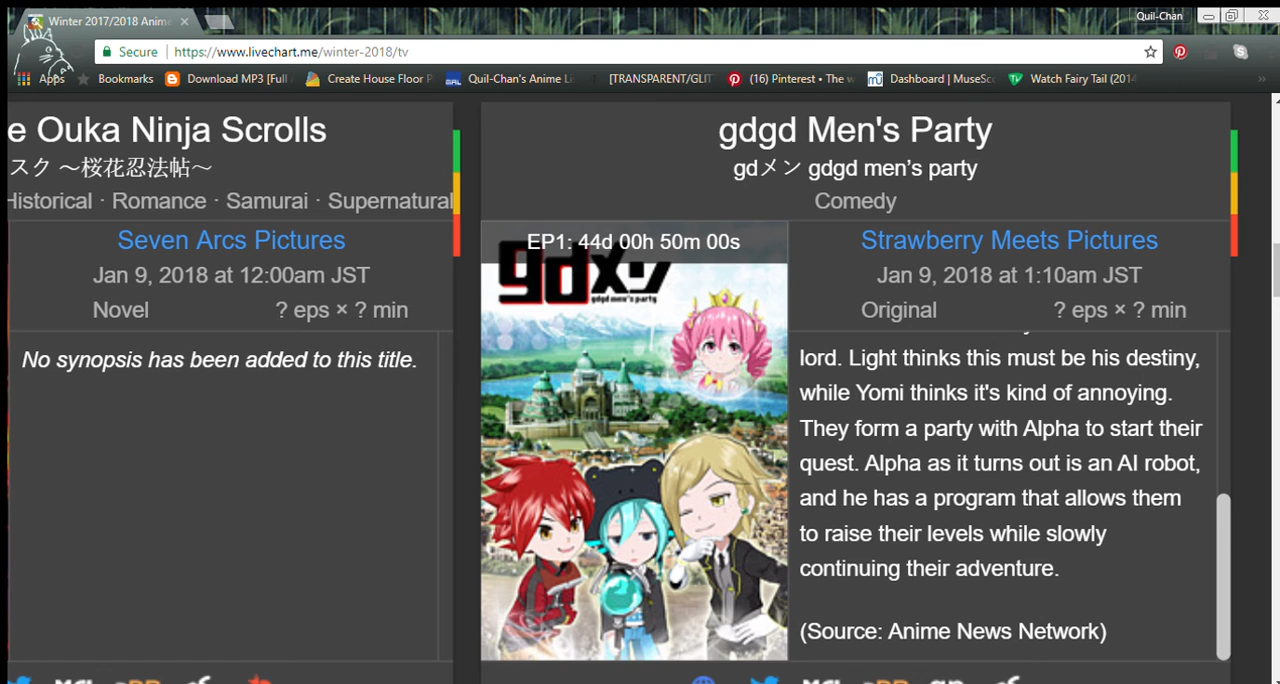 Winter 2017/2018 Anim
Quil-Chan
Secure
https://www.livechart.me/winter-2018/tv
Apps
Bookmarks
Download MP3 [Full
Create House Floor P
Quil-Chan's Anime Li
[TRANSPARENT/GLIT
(16) Pinterest • The w
Dashboard | MuseSc
Watch Fairy Tail (2014
»
e Ouka Ninja Scrolls
スク ～桜花忍法帖～
Historical · Romance · Samurai · Supernatural
Seven Arcs Pictures
Jan 9, 2018 at 12:00am JST
Novel
? eps × ? min
No synopsis has been added to this title.
gdgd Men's Party
gdメン gdgd men's party
Comedy
EP1: 44d 00h 50m 00s
gdメン
gdgd men's party
Strawberry Meets Pictures
Jan 9, 2018 at 1:10am JST
Original
? eps × ? min
lord. Light thinks this must be his destiny,
while Yomi thinks it's kind of annoying.
They form a party with Alpha to start their
quest. Alpha as it turns out is an AI robot,
and he has a program that allows them
to raise their levels while slowly
continuing their adventure.
(Source: Anime News Network)